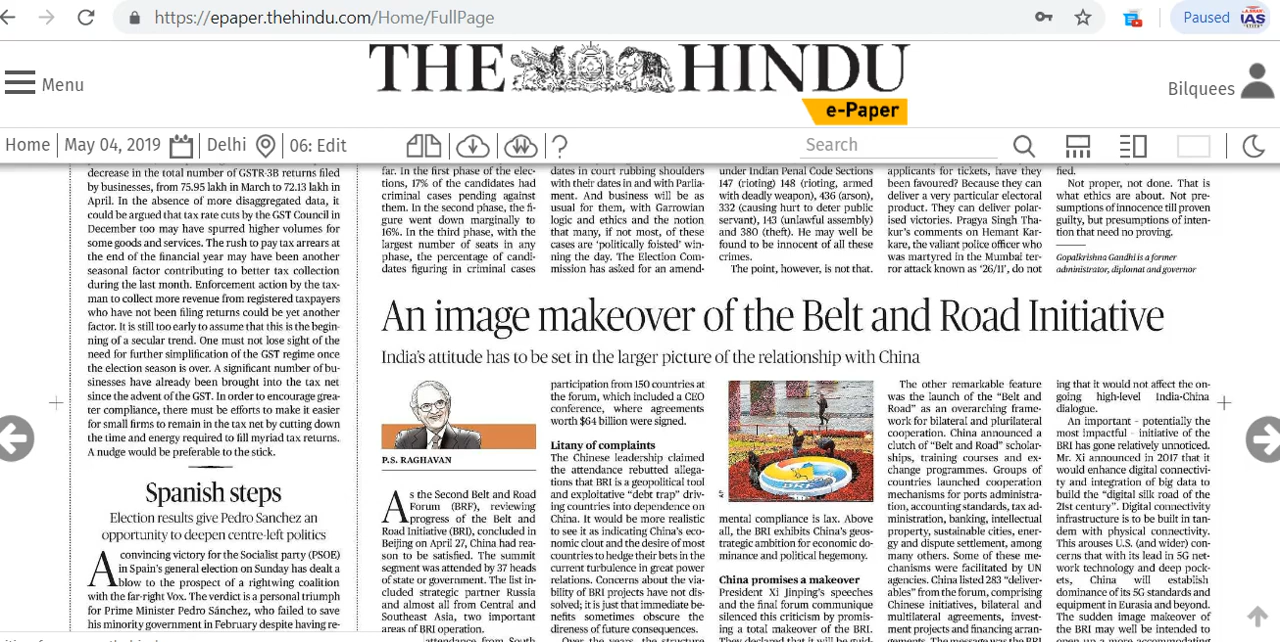 https://epaper.thehindu.com/Home/FullPage
Paused
IAS
Menu
THE HINDU
e-Paper
Bilquees
Home
May 04, 2019
Delhi
06: Edit
?
Search
decrease in the total number of GSTR-3B returns filed
by businesses, from 75.95 lakh in March to 72.13 lakh in
April. In the absence of more disaggregated data, it
could be argued that tax rate cuts by the GST Council in
December too may have spurred higher volumes for
some goods and services. The rush to pay tax arrears at
the end of the financial year may have been another
seasonal factor contributing to better tax collection
during the last month. Enforcement action by the tax-
man to collect more revenue from registered taxpayers
who have not been filing returns could be yet another
factor. It is still too early to assume that this is the begin-
ning of a secular trend. One must not lose sight of the
need for further simplification of the GST regime once
the election season is over. A significant number of bu-
sinesses have already been brought into the tax net
since the advent of the GST. In order to encourage grea-
ter compliance, there must be efforts to make it easier
for small firms to remain in the tax net by cutting down
the time and energy required to fill myriad tax returns.
A nudge would be preferable to the stick.
Spanish steps
Election results give Pedro Sanchez an
opportunity to deepen centre-left politics
A convincing victory for the Socialist party (PSOE)
in Spain's general election on Sunday has dealt a
blow to the prospect of a rightwing coalition
with the far-right Vox. The verdict is a personal triumph
for Prime Minister Pedro Sánchez, who failed to save
his minority government in February despite having re-
far. In the first phase of the elec-
tions, 17% of the candidates had
criminal cases pending against
them. In the second phase, the fi-
gure went down marginally to
16%. In the third phase, with the
largest number of seats in any
phase, the percentage of candi-
dates figuring in criminal cases
dates in court rubbing shoulders
with their dates in and with Parlia-
ment. And business will be as
usual for them, with Garrowian
logic and ethics and the notion
that many, if not most, of these
cases are 'politically foisted' win-
ning the day. The Election Com-
mission has asked for an amend-
under Indian Penal Code Sections
147 (rioting) 148 (rioting, armed
with deadly weapon), 436 (arson),
332 (causing hurt to deter public
servant), 143 (unlawful assembly)
and 380 (theft). He may well be
found to be innocent of all these
crimes.
The point, however, is not that.
applicants for tickets, have they
been favoured? Because they can
deliver a very particular electoral
product. They can deliver polar-
ised victories. Pragya Singh Tha-
kur's comments on Hemant Kar-
kare, the valiant police officer who
was martyred in the Mumbai ter-
ror attack known as '26/11', do not
fied.
Not proper, not done. That is
what ethics are about. Not pre-
sumptions of innocence till proven
guilty, but presumptions of inten-
tion that need no proving.
Gopalkrishna Gandhi is a former
administrator, diplomat and governor
An image makeover of the Belt and Road Initiative
India's attitude has to be set in the larger picture of the relationship with China
P.S. RAGHAVAN
As the Second Belt and Road
Forum (BRF), reviewing
progress of the Belt and
Road Initiative (BRI), concluded in
Beijing on April 27, China had rea-
son to be satisfied. The summit
segment was attended by 37 heads
of state or government. The list in-
cluded strategic partner Russia
and almost all from Central and
Southeast Asia, two important
areas of BRI operation.
participation from 150 countries at
the forum, which included a CEO
conference, where agreements
worth $64 billion were signed.
Litany of complaints
The Chinese leadership claimed
the attendance rebutted allega-
tions that BRI is a geopolitical tool
and exploitative "debt trap" driv-
ing countries into dependence on
China. It would be more realistic
to see it as indicating China's eco-
nomic clout and the desire of most
countries to hedge their bets in the
current turbulence in great power
relations. Concerns about the via-
bility of BRI projects have not dis-
solved; it is just that immediate be-
nefits sometimes obscure the
direness of future consequences.
BRF
mental compliance is lax. Above
all, the BRI exhibits China's geos-
trategic ambition for economic do-
minance and political hegemony.
China promises a makeover
President Xi Jinping's speeches
and the final forum communique
silenced this criticism by promis-
ing a total makeover of the BRI.
The other remarkable feature
was the launch of the "Belt and
Road" as an overarching frame-
work for bilateral and plurilateral
cooperation. China announced a
clutch of "Belt and Road" scholar-
ships, training courses and ex-
change programmes. Groups of
countries launched cooperation
mechanisms for ports administra-
tion, accounting standards, tax ad-
ministration, banking, intellectual
property, sustainable cities, energ-
y and dispute settlement, among
many others. Some of these me-
chanisms were facilitated by UN
agencies. China listed 283 "deliver-
ables" from the forum, comprising
Chinese initiatives, bilateral and
multilateral agreements, invest-
ment projects and financing arran-
ing that it would not affect the on-
going high-level India-China
dialogue.
An important - potentially the
most impactful - initiative of the
BRI has gone relatively unnoticed.
Mr. Xi announced in 2017 that it
would enhance digital connectivi-
ty and integration of big data to
build the "digital silk road of the
21st century". Digital connectivity
infrastructure is to be built in tan-
dem with physical connectivity.
This arouses U.S. (and wider) co-
ncerns that with its lead in 5G net-
work technology and deep pock-
ets, China will establish
dominance of its 5G standards and
equipment in Eurasia and beyond.
The sudden image makeover of
the BRI may well be intended to